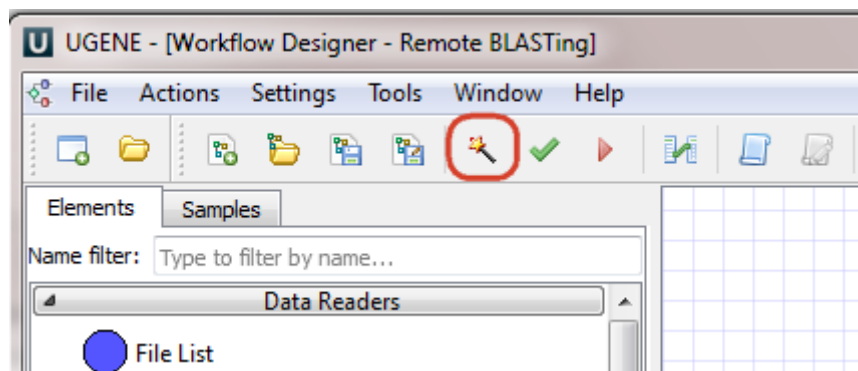 U UGENE - [Workflow Designer - Remote BLASTing]
File Actions Settings Tools Window Help
Elements Samples
Name filter: Type to filter by name...
Data Readers
File List